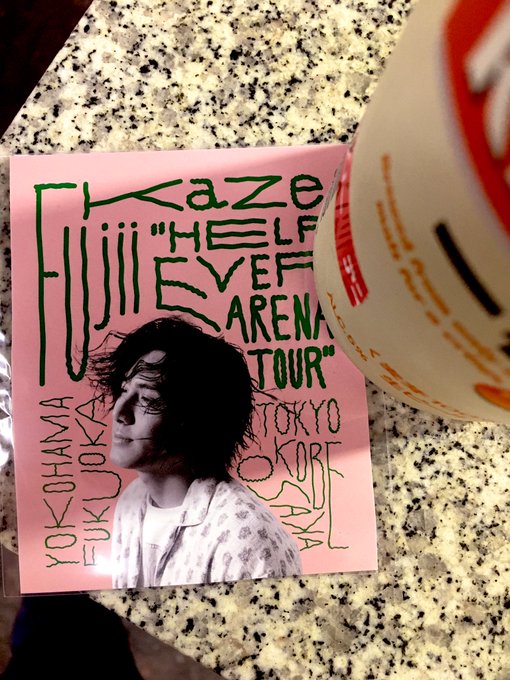 Kaze
Fujii
"HELP
EVER
ARENA
TOUR"
YOKOHAMA
FUKUOKA
TOKYO
KOBE
OSAKA